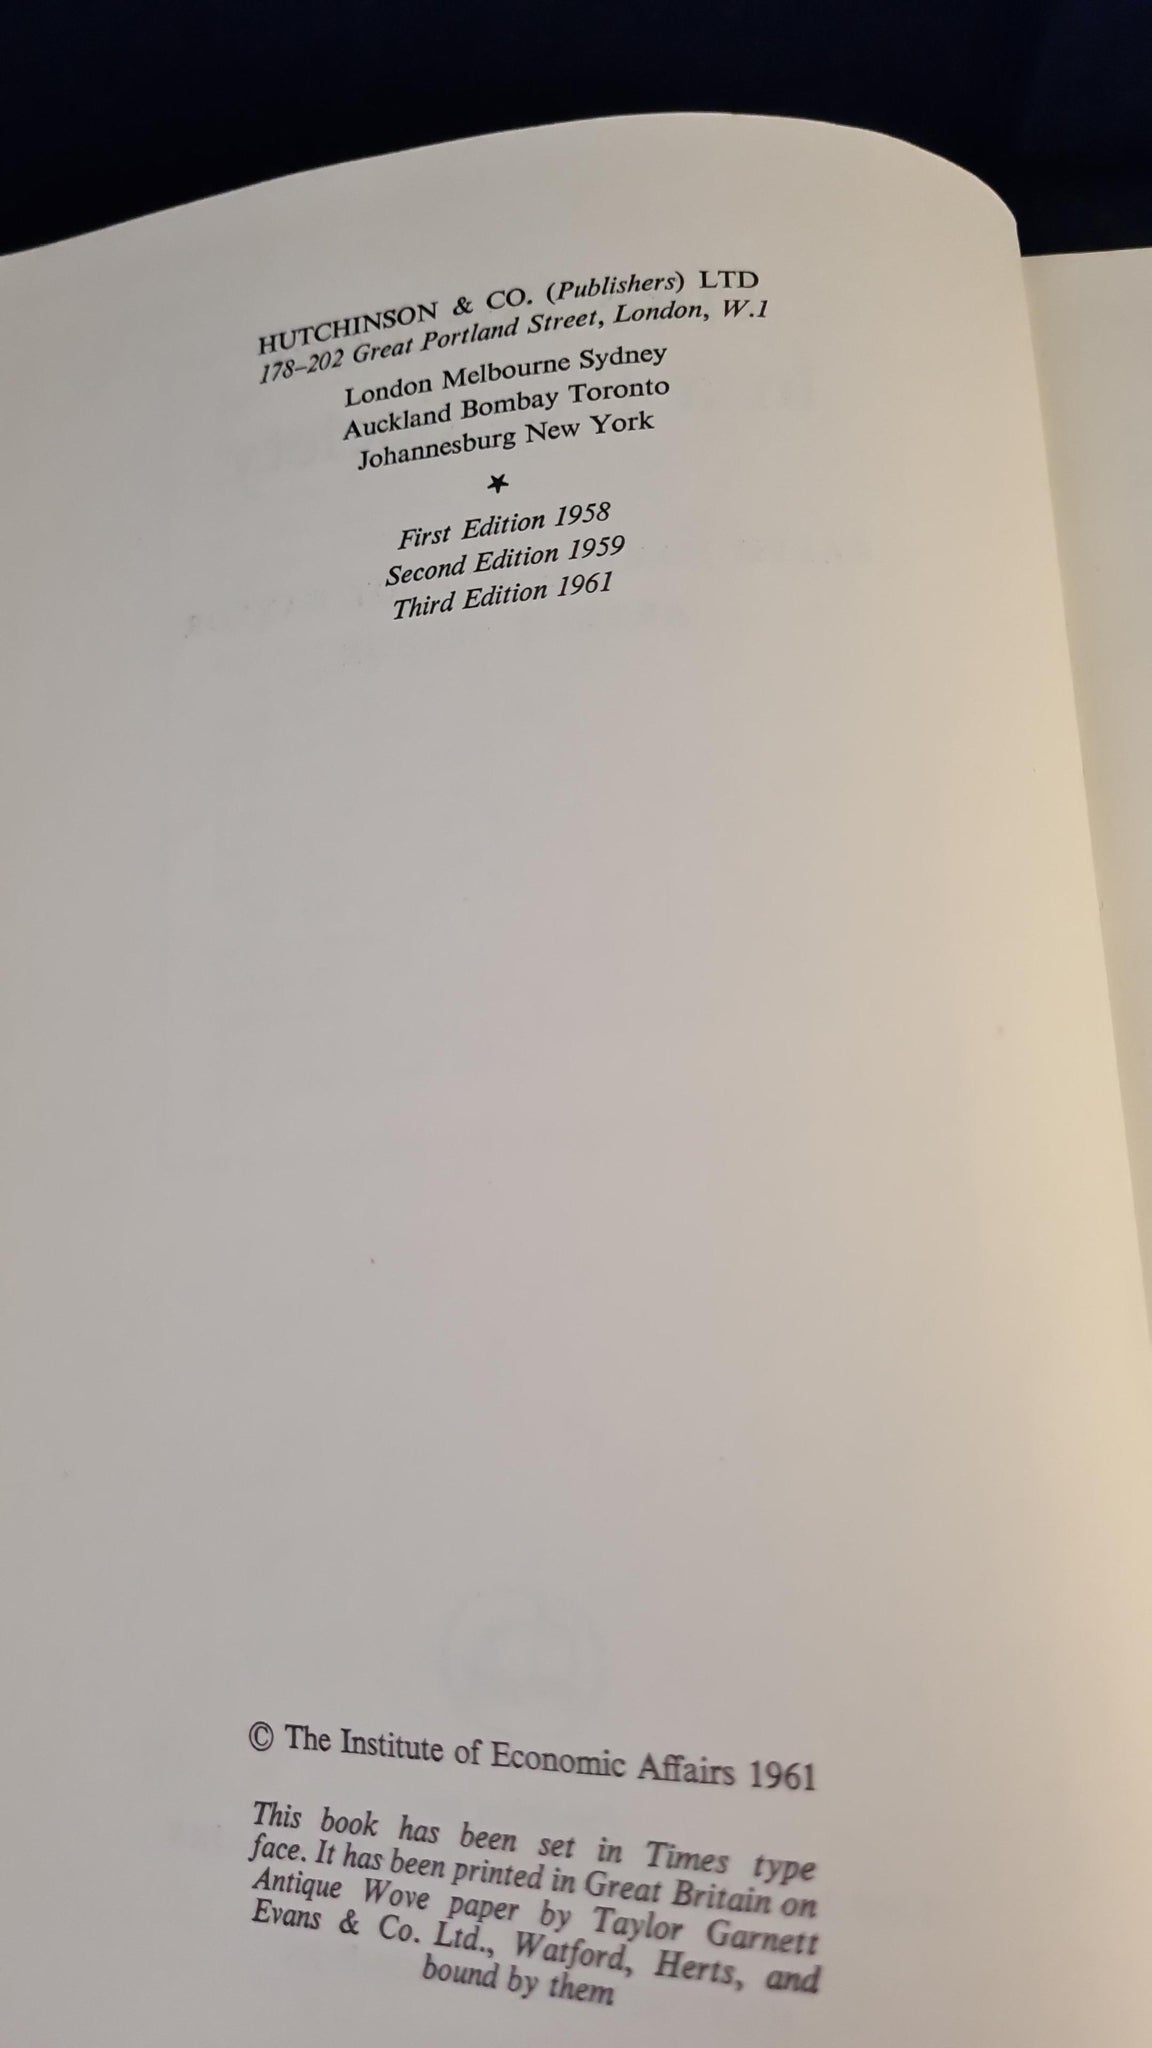 HUTCHINSON & CO. (Publishers) LTD
178–202 Great Portland Street, London, W.1
London Melbourne Sydney
Auckland Bombay Toronto
Johannesburg New York
★
First Edition 1958
Second Edition 1959
Third Edition 1961
© The Institute of Economic Affairs 1961
This book has been set in Times type
face. It has been printed in Great Britain on
Antique Wove paper by Taylor Garnett
Evans & Co. Ltd., Watford, Herts, and
bound by them